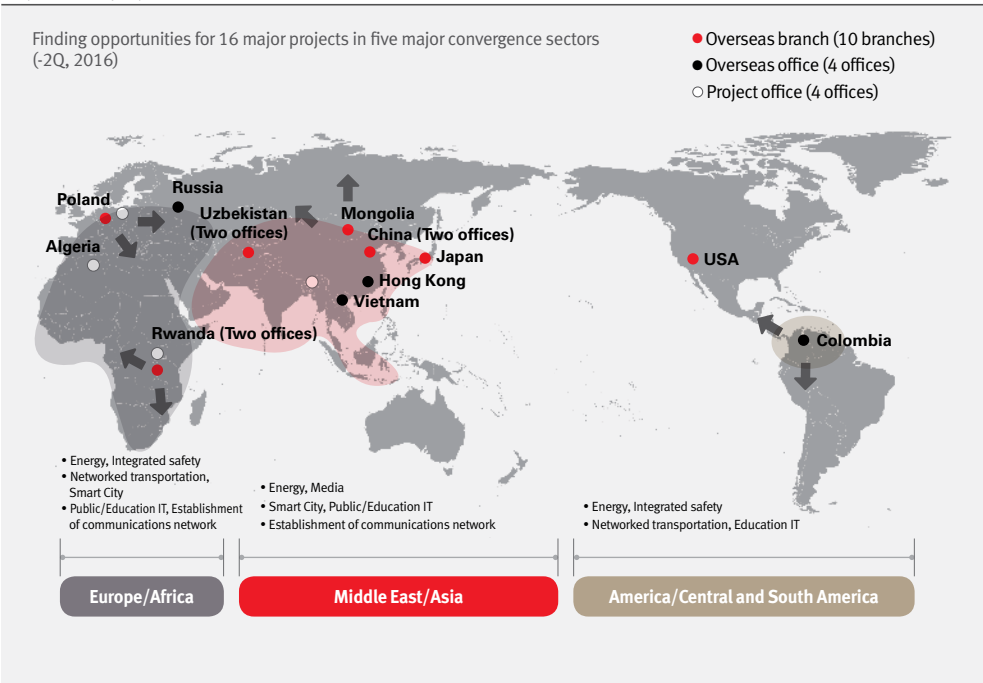 Finding opportunities for 16 major projects in five major convergence sectors
(-2Q, 2016)
Overseas branch (10 branches)
Overseas office (4 offices)
Project office (4 offices)
Poland
Russia
Algeria
Uzbekistan
(Two offices)
Mongolia
China (Two offices)
Japan
Hong Kong
Vietnam
Rwanda (Two offices)
USA
Colombia
• Energy, Integrated safety
• Networked transportation,
Smart City
• Public/Education IT, Establishment
of communications network
• Energy, Media
• Smart City, Public/Education IT
• Establishment of communications network
• Energy, Integrated safety
• Networked transportation, Education IT
Europe/Africa
Middle East/Asia
America/Central and South America